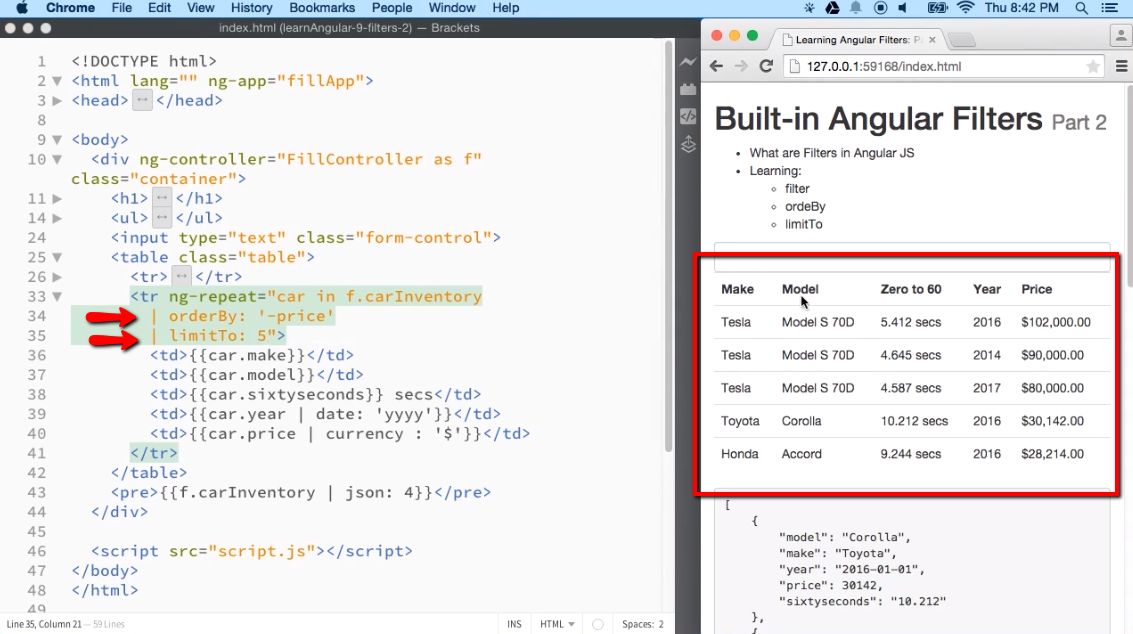 Chrome File Edit View History Bookmarks People Window Help Thu 8:42 PM
index.html (learnAngular-9-filters-2) — Brackets
1 <!DOCTYPE html>
2 <html lang="" ng-app="fillApp">
3 <head> </head>
8
9 <body>
10 <div ng-controller="FillController as f"
class="container">
11 <h1> </h1>
14 <ul> </ul>
24 <input type="text" class="form-control">
25 <table class="table">
26 <tr> </tr>
33 <tr ng-repeat="car in f.carInventory
34 | orderBy: '-price'
35 | limitTo: 5">
36 <td>{{car.make}}</td>
37 <td>{{car.model}}</td>
38 <td>{{car.sixtyseconds}} secs</td>
39 <td>{{car.year | date: 'yyyy'}}</td>
40 <td>{{car.price | currency : '$'}}</td>
41 </tr>
42 </table>
43 <pre>{{f.carInventory | json: 4}}</pre>
44 </div>
45
46 <script src="script.js"></script>
47 </body>
48 </html>
49
Line 35, Column 21 — 59 Lines
INS HTML Spaces: 2
Learning Angular Filters: P
127.0.0.1:59168/index.html
Built-in Angular Filters Part 2
• What are Filters in Angular JS
• Learning:
◦ filter
◦ ordeBy
◦ limitTo
Make Model Zero to 60 Year Price
Tesla Model S 70D 5.412 secs 2016 $102,000.00
Tesla Model S 70D 4.645 secs 2014 $90,000.00
Tesla Model S 70D 4.587 secs 2017 $80,000.00
Toyota Corolla 10.212 secs 2016 $30,142.00
Honda Accord 9.244 secs 2016 $28,214.00
[
{
"model": "Corolla",
"make": "Toyota",
"year": "2016-01-01",
"price": 30142,
"sixtyseconds": "10.212"
},
{